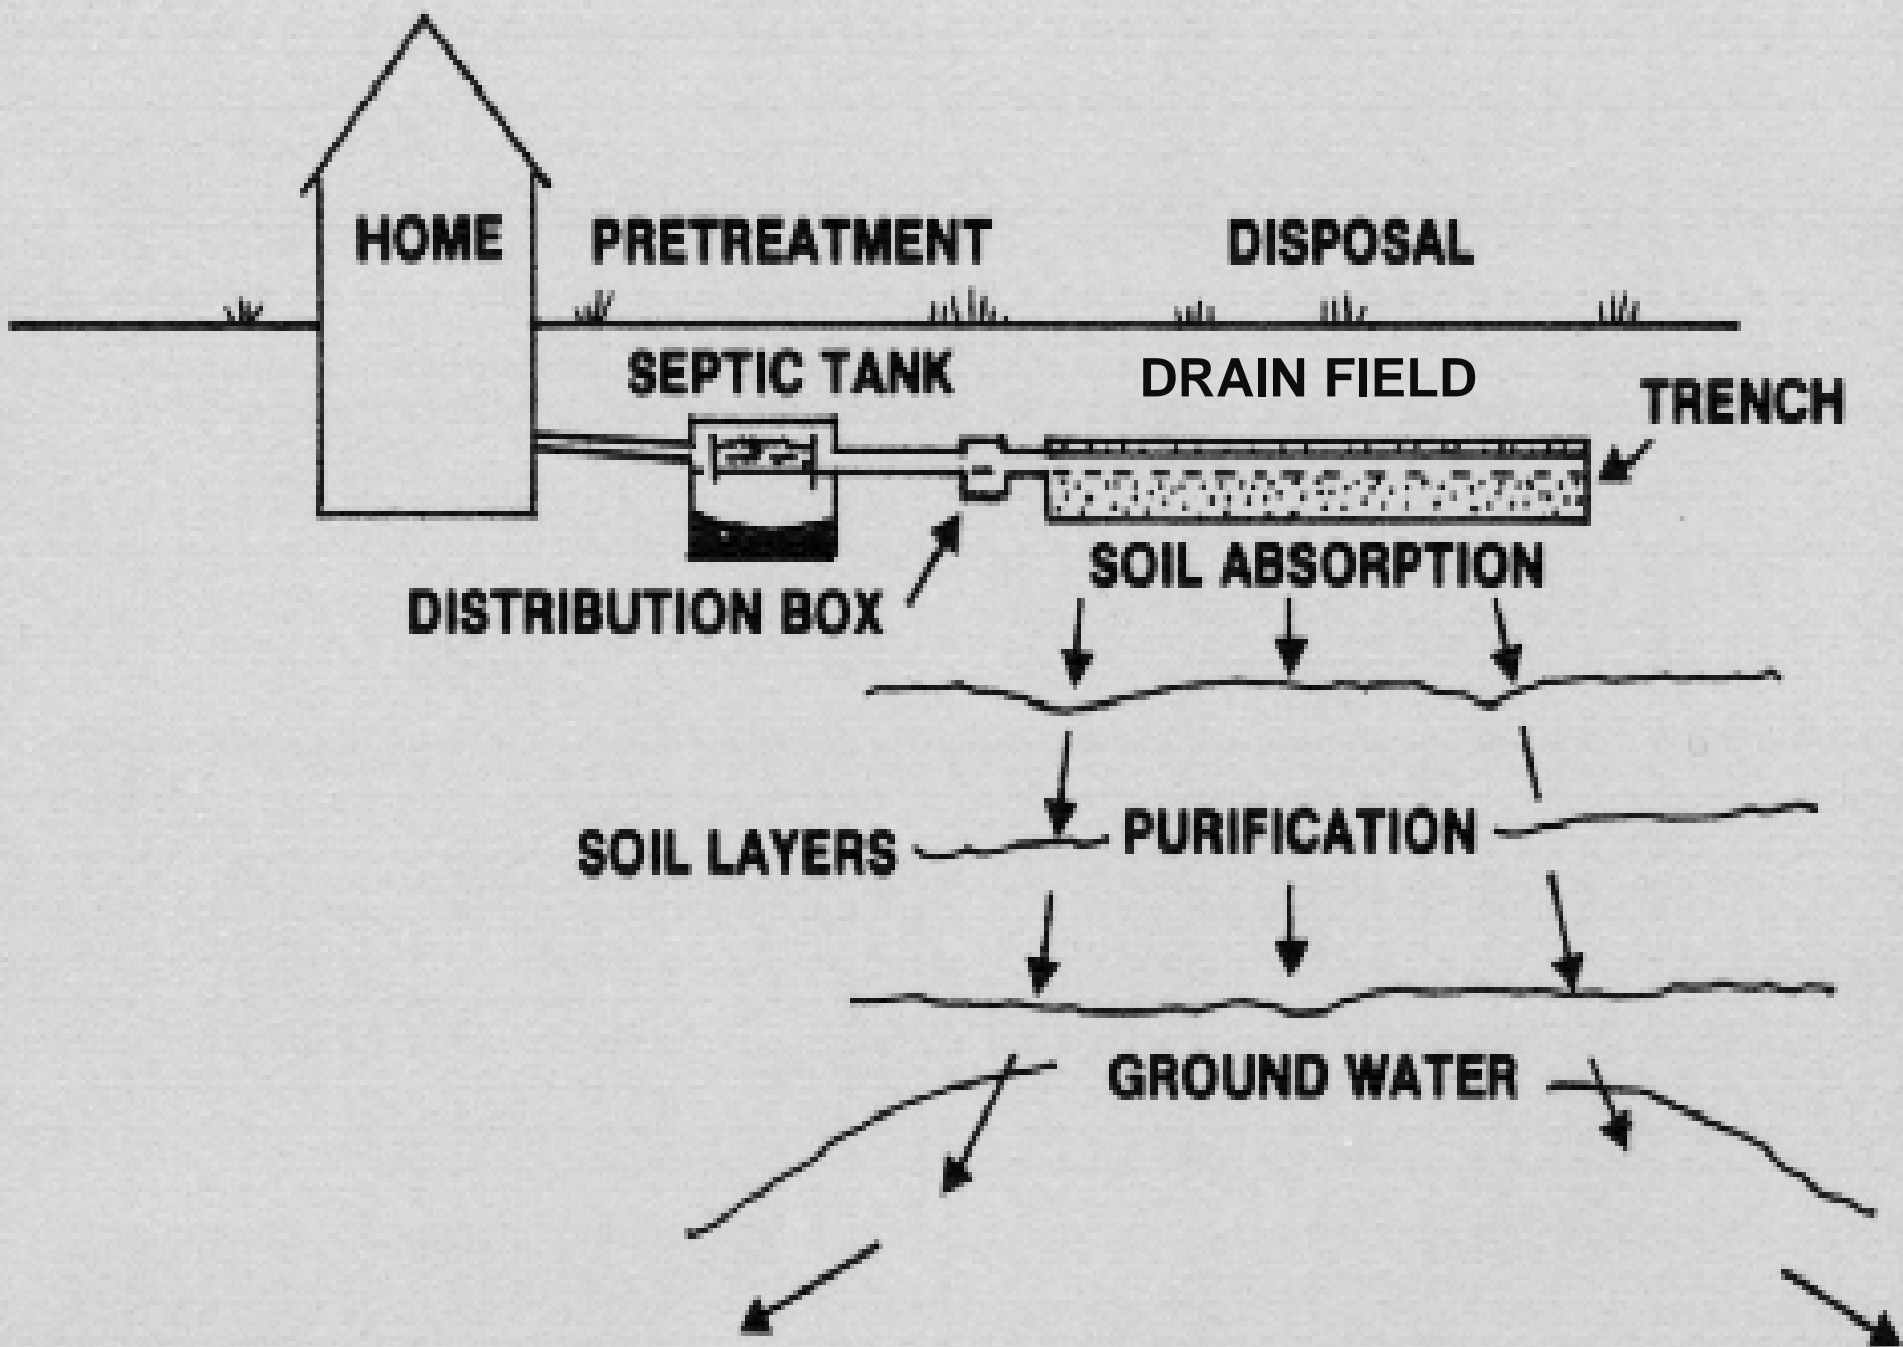 HOME
PRETREATMENT
DISPOSAL
SEPTIC TANK
DRAIN FIELD
TRENCH
SOIL ABSORPTION
DISTRIBUTION BOX
SOIL LAYERS
PURIFICATION
GROUND WATER